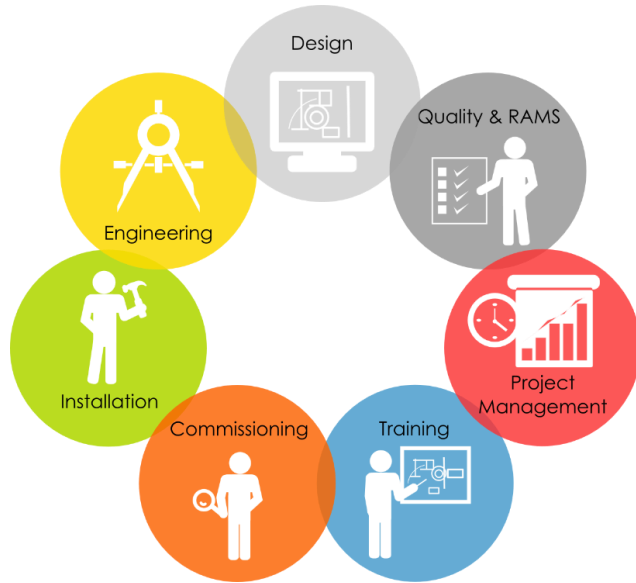 Design
Quality & RAMS
Engineering
Project
Management
Installation
Commissioning
Training